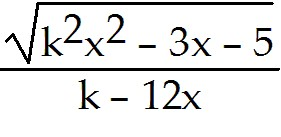 √(k²x² – 3x – 5)
k – 12x